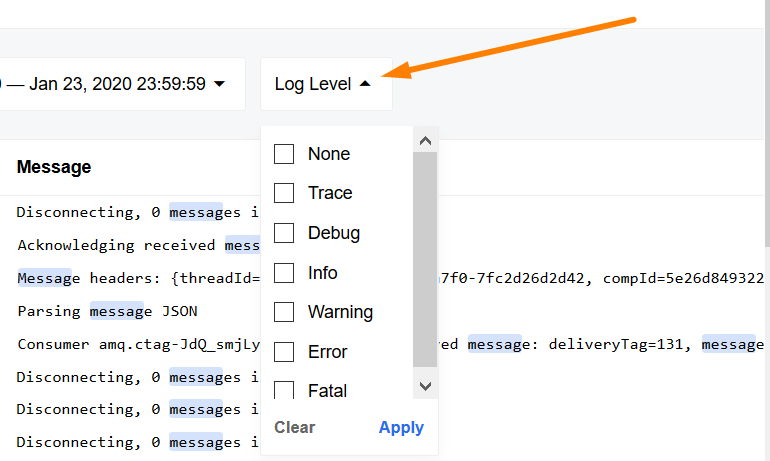 — Jan 23, 2020 23:59:59 Log Level
None
Message
Trace
Disconnecting, 0 messages i
Debug
Acknowledging received mess
Info
Message headers: {threadId= 7f0-7fc2d26d2d42, compId=5e26d849322
Warning
Parsing message JSON
Error
Consumer amq.ctag-JdQ_smjLy ed message: deliveryTag=131, message
Fatal
Disconnecting, 0 messages i
Disconnecting, 0 messages i
Clear Apply
Disconnecting, 0 messages i